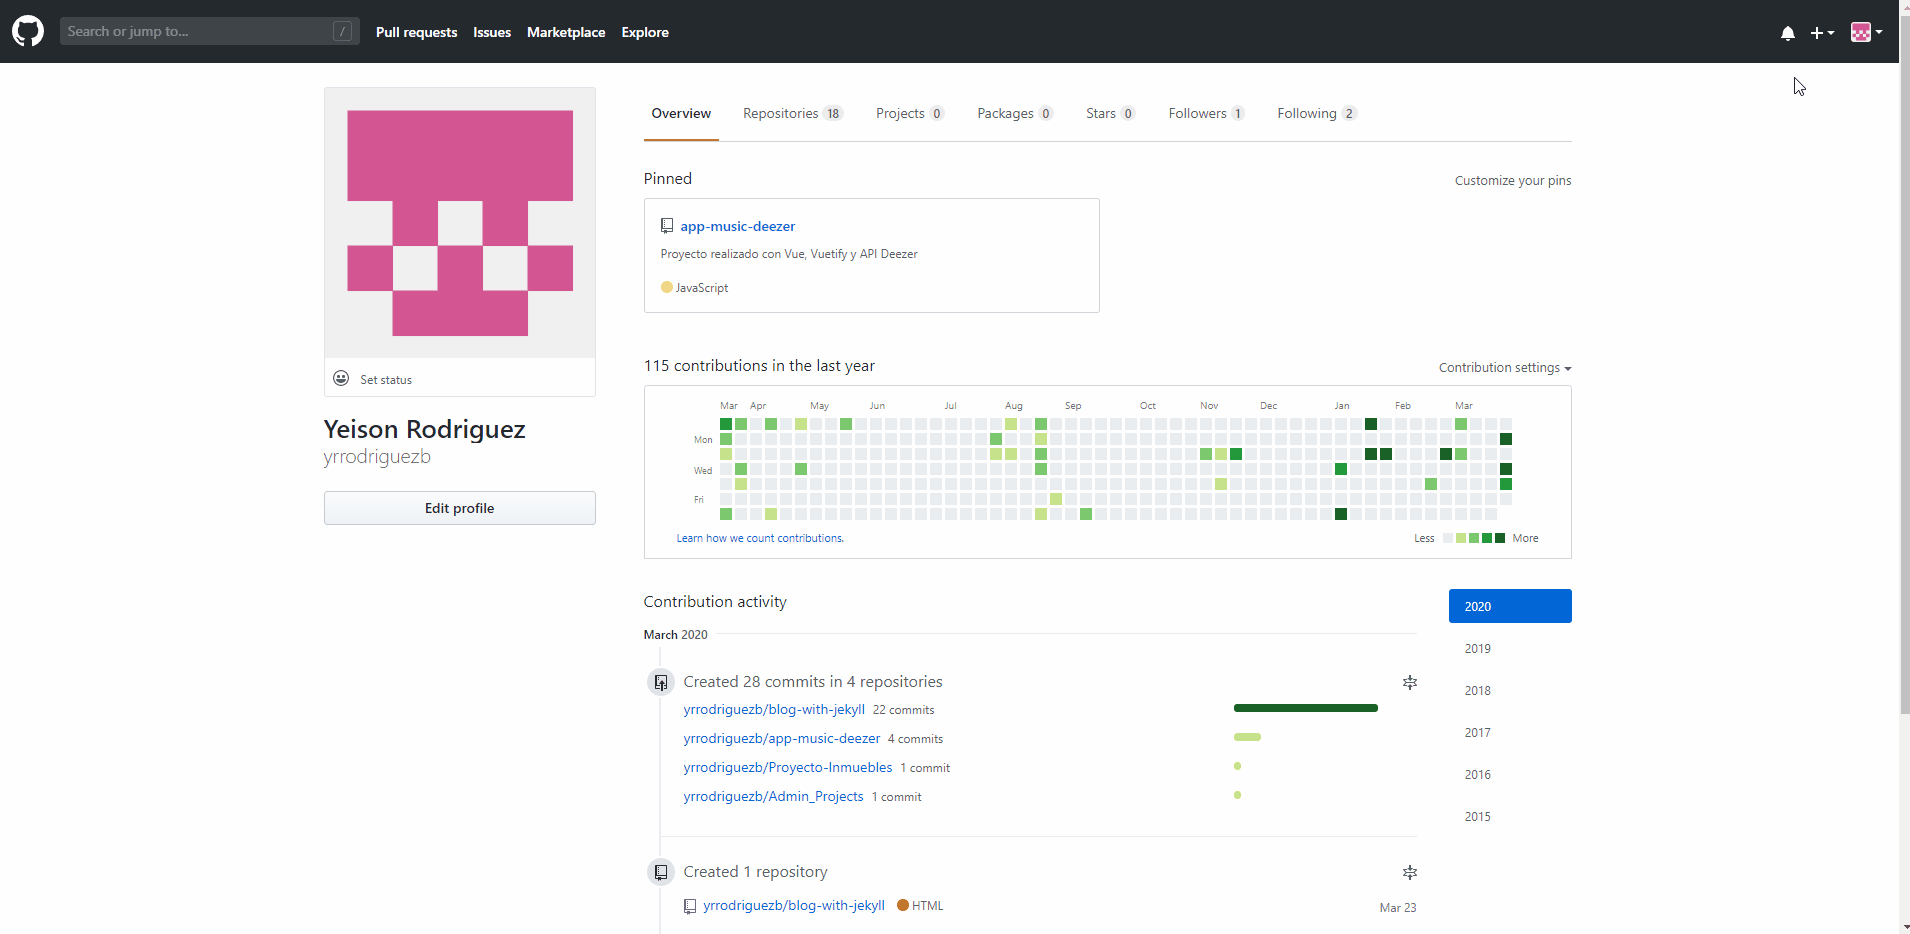 Search or jump to... / Pull requests Issues Marketplace Explore
Overview Repositories 18 Projects 0 Packages 0 Stars 0 Followers 1 Following 2
Pinned Customize your pins
app-music-deezer
Proyecto realizado con Vue, Vuetify y API Deezer
JavaScript
Set status
Yeison Rodriguez
yrrodriguezb
Edit profile
115 contributions in the last year Contribution settings
Mar Apr May Jun Jul Aug Sep Oct Nov Dec Jan Feb Mar
Mon
Wed
Fri
Learn how we count contributions. Less More
Contribution activity
March 2020
Created 28 commits in 4 repositories
yrrodriguezb/blog-with-jekyll 22 commits
yrrodriguezb/app-music-deezer 4 commits
yrrodriguezb/Proyecto-Inmuebles 1 commit
yrrodriguezb/Admin_Projects 1 commit
Created 1 repository
yrrodriguezb/blog-with-jekyll HTML Mar 23
2020
2019
2018
2017
2016
2015